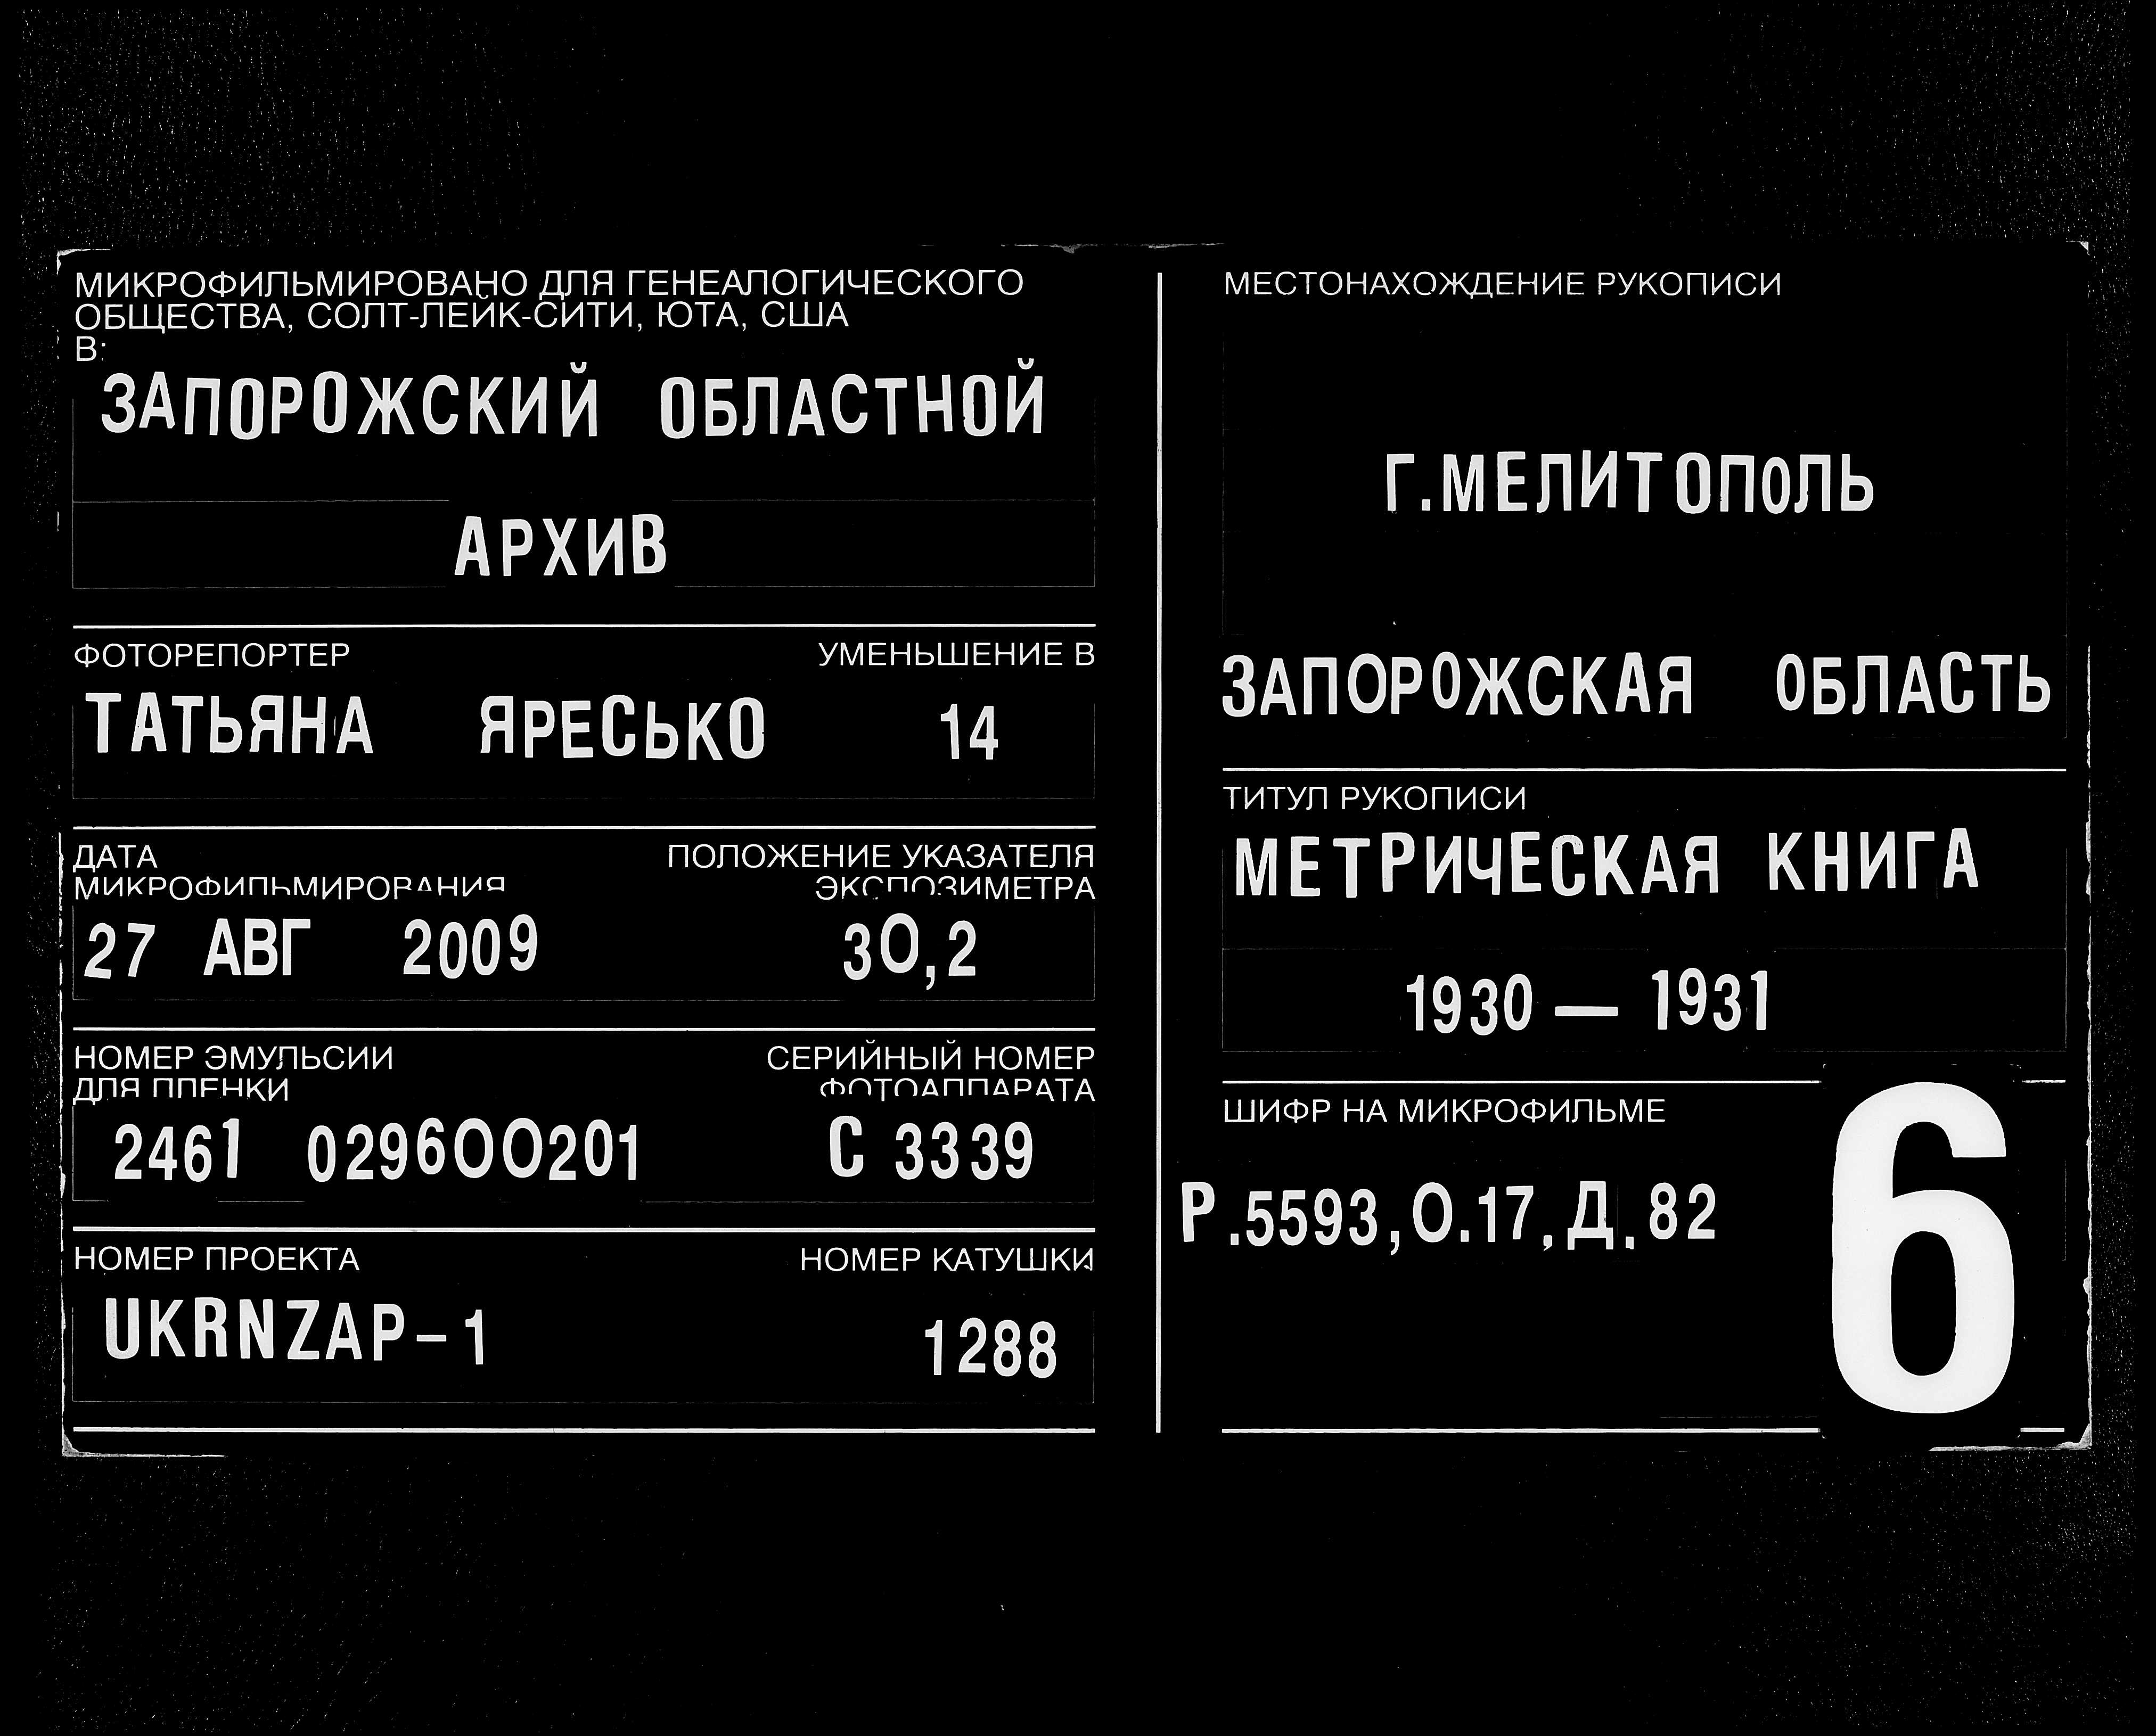 МИКРОФИЛЬМИРОВАНО ДЛЯ ГЕНЕАЛОГИЧЕСКОГО
ОБЩЕСТВА, СОЛТ-ЛЕЙК-СИТИ, ЮТА, США
В:
ЗАПОРОЖСКИЙ ОБЛАСТНОЙ
АРХИВ
ФОТОРЕПОРТЕР УМЕНЬШЕНИЕ В
ТАТЬЯНА ЯРЕСЬКО 14
ДАТА ПОЛОЖЕНИЕ УКАЗАТЕЛЯ
МИКРОФИЛЬМИРОВАНИЯ ЭКСПОЗИМЕТРА
27 АВГ 2009 30,2
НОМЕР ЭМУЛЬСИИ СЕРИЙНЫЙ НОМЕР
ДЛЯ ПЛЕНКИ ФОТОАППАРАТА
2461 029600201 С 3339
НОМЕР ПРОЕКТА НОМЕР КАТУШКИ
UKRNZAP-1 1288
МЕСТОНАХОЖДЕНИЕ РУКОПИСИ
Г.МЕЛИТОПОЛЬ
ЗАПОРОЖСКАЯ ОБЛАСТЬ
ТИТУЛ РУКОПИСИ
МЕТРИЧЕСКАЯ КНИГА
1930 — 1931
ШИФР НА МИКРОФИЛЬМЕ
Р.5593,О.17,Д.82
6